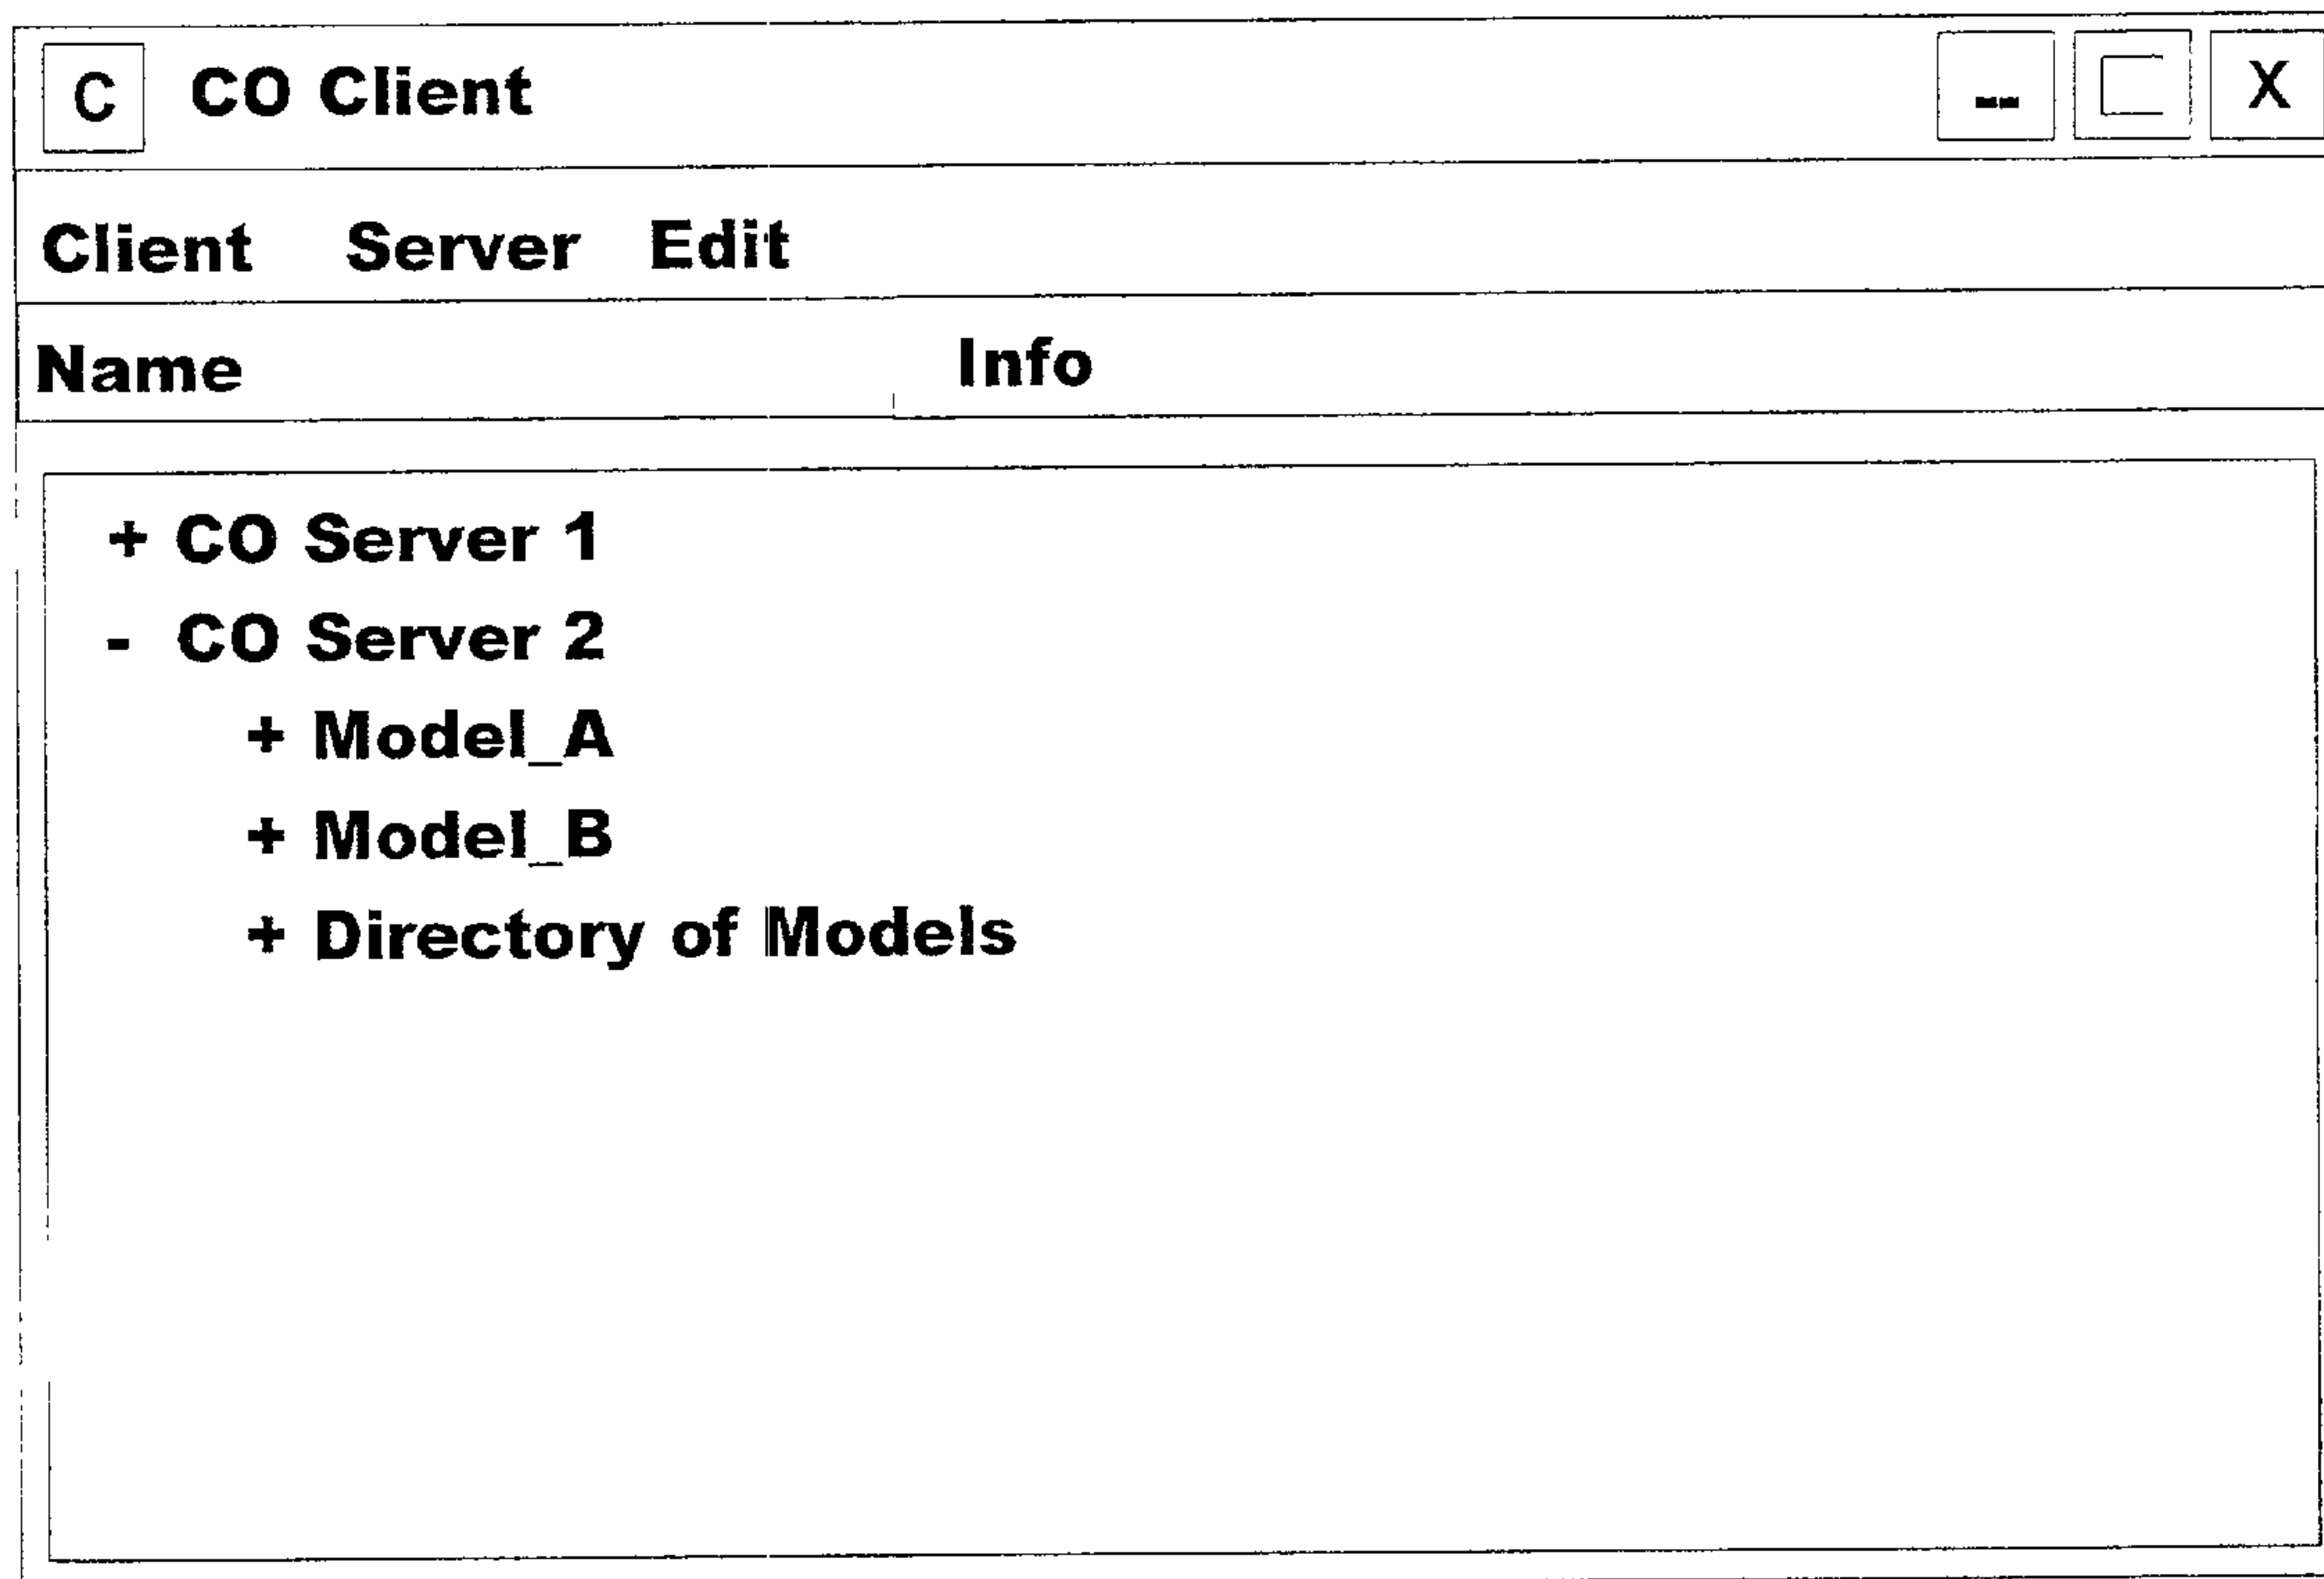 C CO Client -- X
Client Server Edit
Name Info
+ CO Server 1
- CO Server 2
+ Model_A
+ Model_B
+ Directory of Models